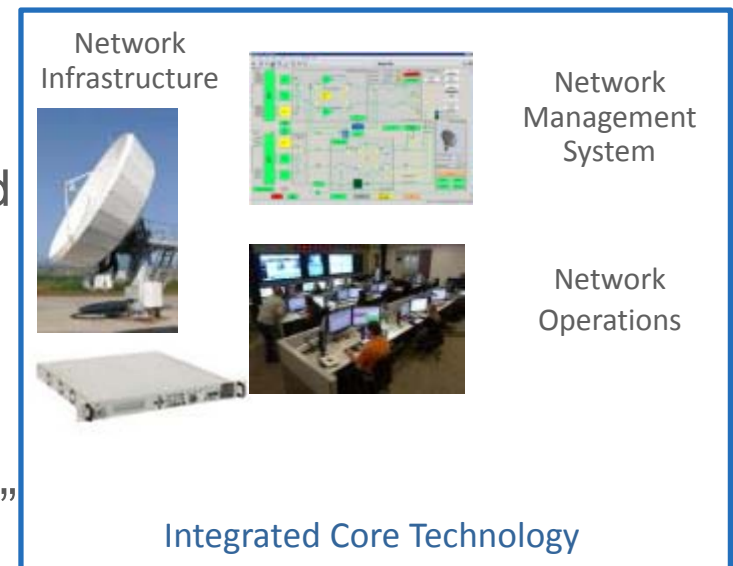 Network
Infrastructure
Network
Management
System
d
Network
Operations
”
Integrated Core Technology